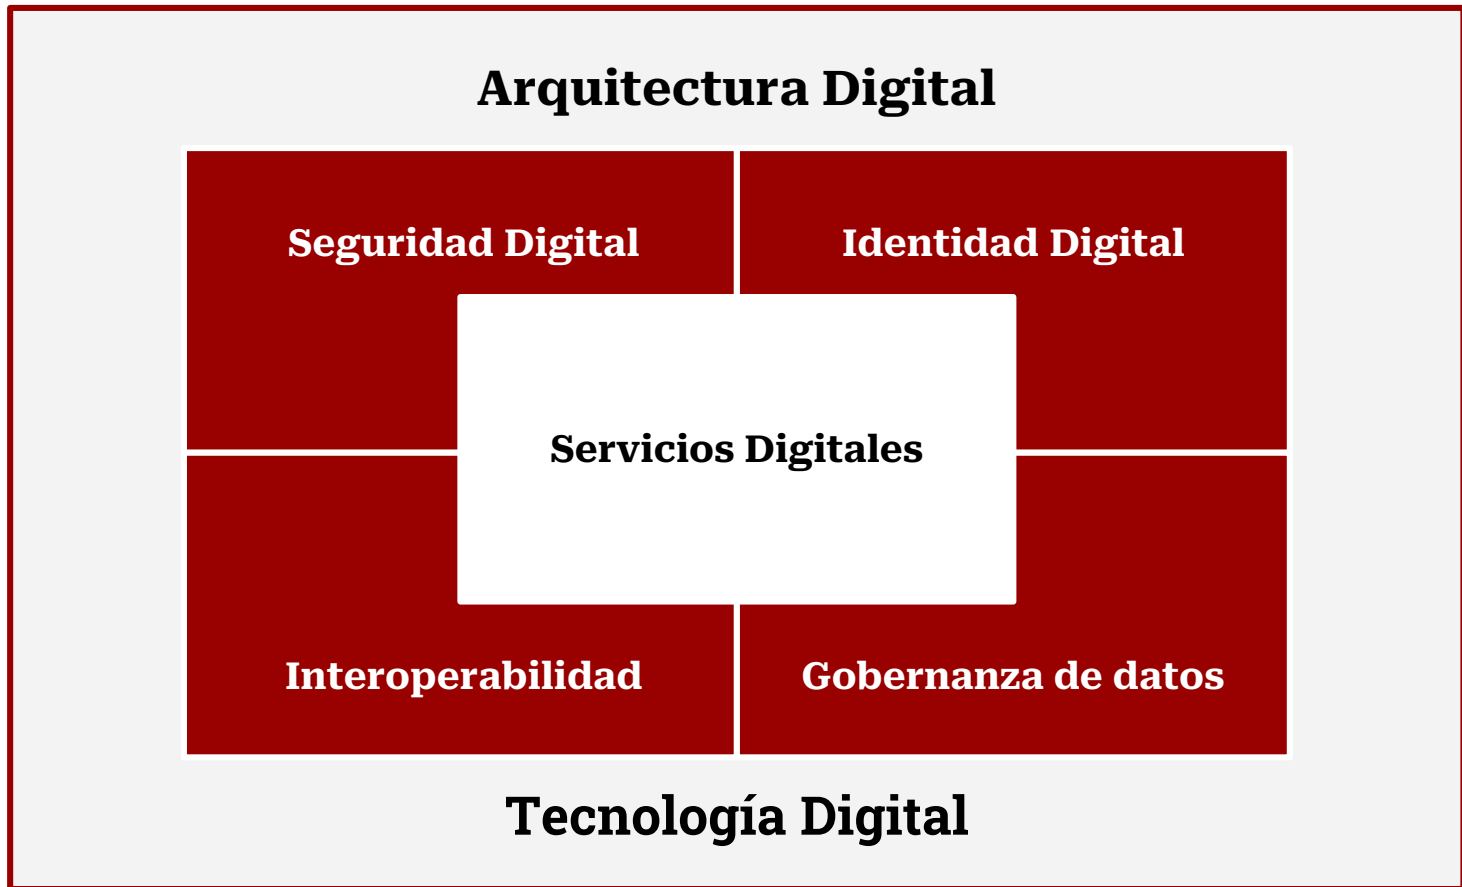 Arquitectura Digital
Seguridad Digital
Identidad Digital
Servicios Digitales
Interoperabilidad
Gobernanza de datos
Tecnología Digital